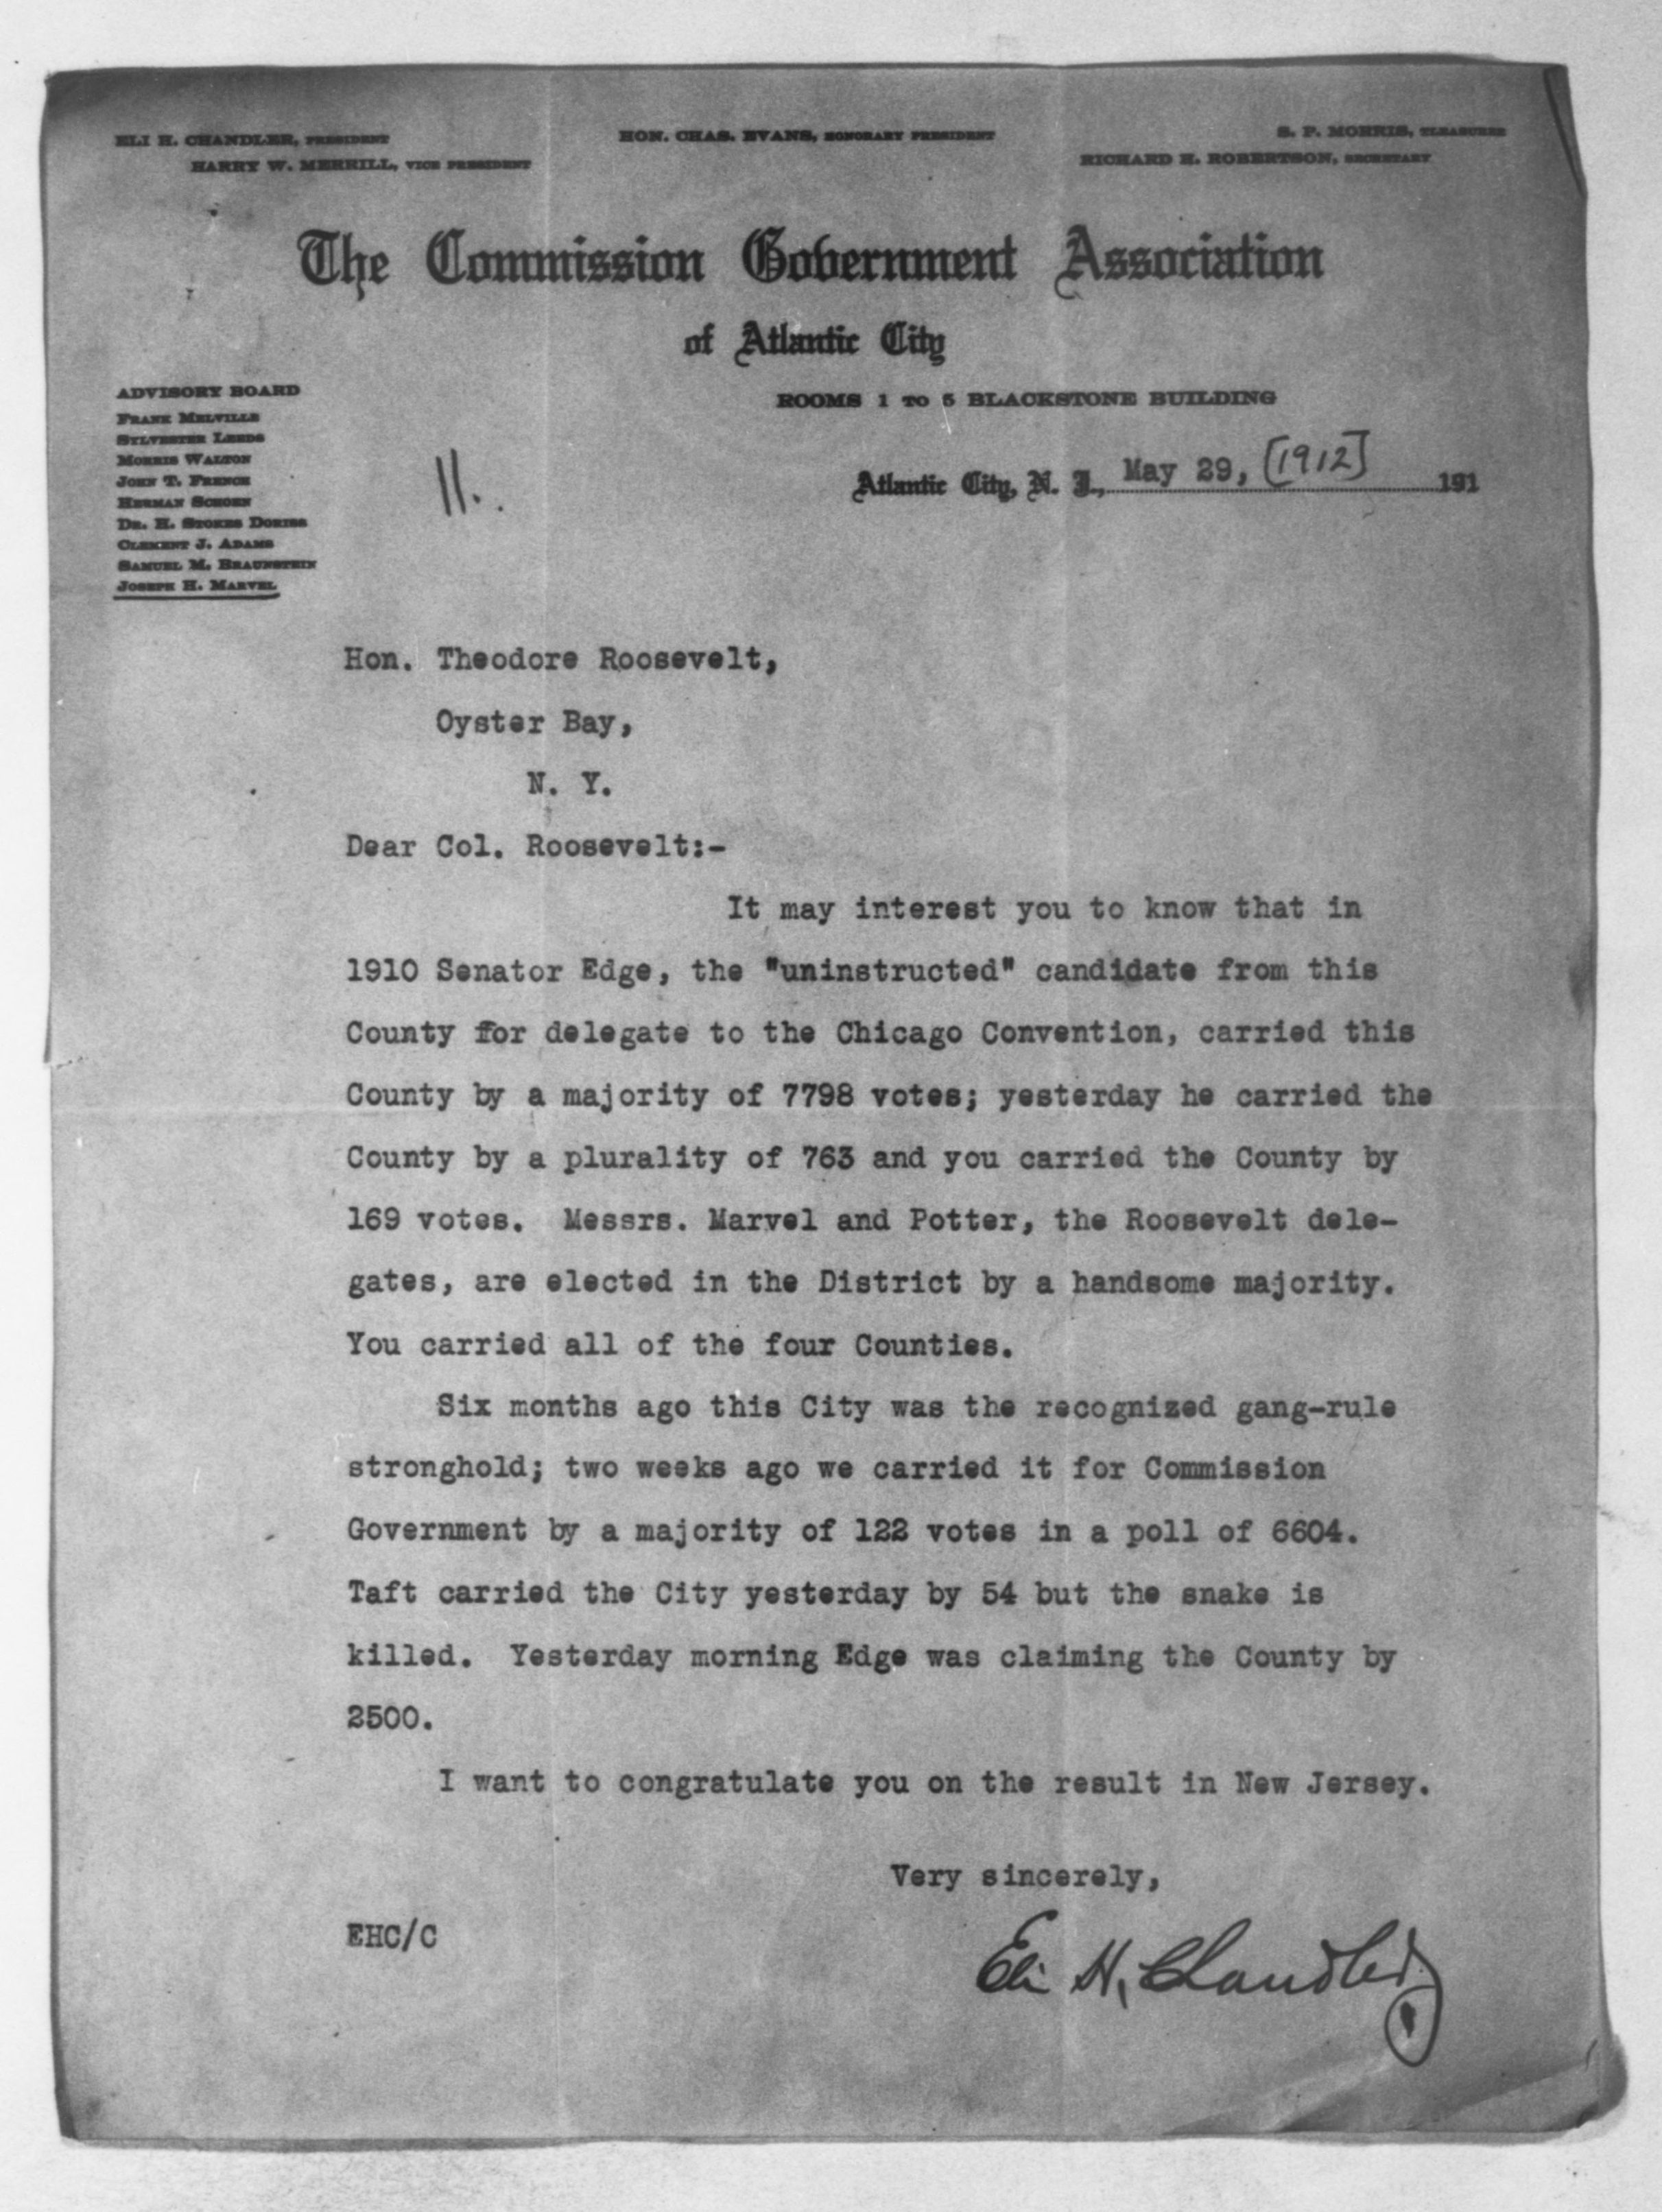 ELI H. CHANDLER, PRESIDENT
HARRY W. MERRILL, VICE PRESIDENT
HON. CHAS. EVANS, HONORARY PRESIDENT
S. P. MORRIS, TREASURER
RICHARD H. ROBERTSON, SECRETARY
The Commission Government Association
of Atlantic City
ROOMS 1 TO 5 BLACKSTONE BUILDING
ADVISORY BOARD
FRANK MELVILLE
SYLVESTER LEEDS
MORRIS WALTON
JOHN T. FRENCH
HERMAN SCHOEN
DR. H. STOKES
CLEMENT J. ADAMS
SAMUEL M. BRAUNSTEIN
JOSEPH H. MARVEL
11.
Atlantic City, N. J., May 29, [1912] 191
Hon. Theodore Roosevelt,
Oyster Bay,
N. Y.
Dear Col. Roosevelt:-
It may interest you to know that in
1910 Senator Edge, the "uninstructed" candidate from this
County for delegate to the Chicago Convention, carried this
County by a majority of 7798 votes; yesterday he carried the
County by a plurality of 763 and you carried the County by
169 votes. Messrs. Marvel and Potter, the Roosevelt dele-
gates, are elected in the District by a handsome majority.
You carried all of the four Counties.
Six months ago this City was the recognized gang-rule
stronghold; two weeks ago we carried it for Commission
Government by a majority of 122 votes in a poll of 6604.
Taft carried the City yesterday by 54 but the snake is
killed. Yesterday morning Edge was claiming the County by
2500.
I want to congratulate you on the result in New Jersey.
Very sincerely,
EHC/C
Eli H. Chandler